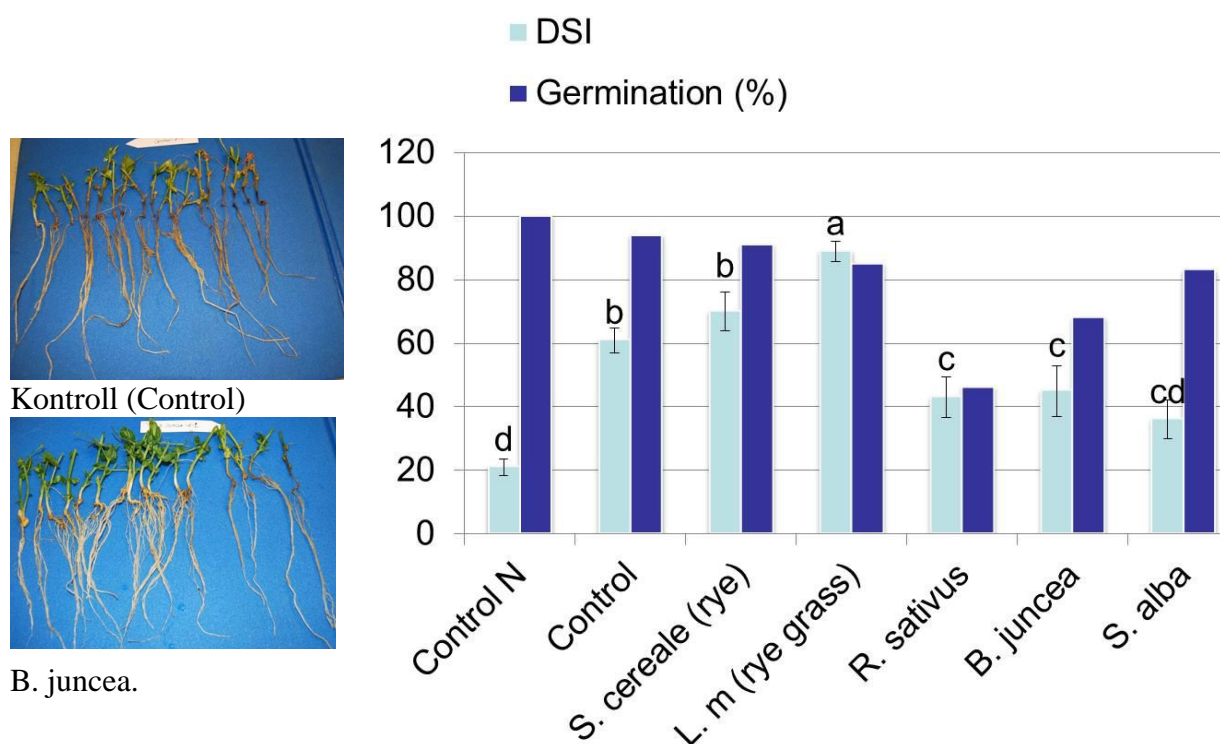 DSI
Germination (%)
120
100
80
60
40
20
0
d
b
b
a
c
c
cd
Control N
Control
S. cereale (rye)
L. m (rye grass)
R. sativus
B. juncea
S. alba
Kontroll (Control)
B. juncea.